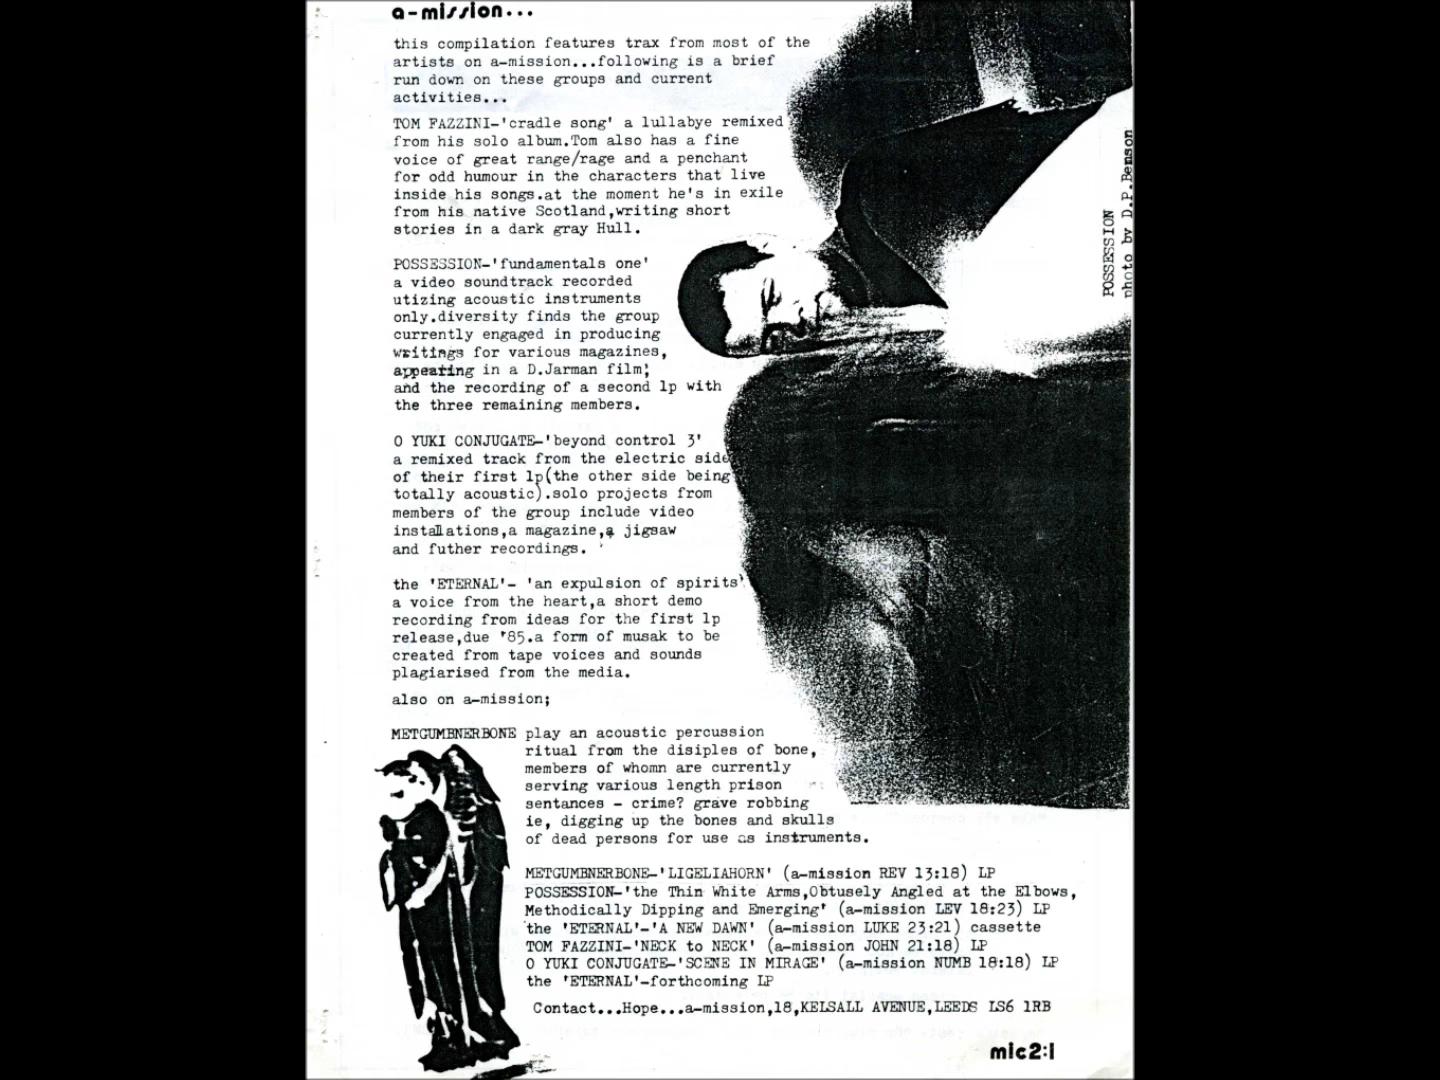 a-mission...
this compilation features trax from most of the
artists on a-mission...following is a brief
run down on these groups and current
activities...
TOM FAZZINI-'cradle song' a lullabye remixed
from his solo album.Tom also has a fine
voice of great range/rage and a penchant
for odd humour in the characters that live
inside his songs.at the moment he's in exile
from his native Scotland,writing short
stories in a dark gray Hull.
POSSESSION-'fundamentals one'
a video soundtrack recorded
utizing acoustic instruments
only.diversity finds the group
currently engaged in producing
writings for various magazines,
appearing in a D.Jarman film;
and the recording of a second lp with
the three remaining members.
O YUKI CONJUGATE-'beyond control 3'
a remixed track from the electric side
of their first lp(the other side being
totally acoustic).solo projects from
members of the group include video
installations,a magazine,a jigsaw
and futher recordings.
the 'ETERNAL'- 'an expulsion of spirits'
a voice from the heart,a short demo
recording from ideas for the first lp
release,due '85.a form of musak to be
created from tape voices and sounds
plagiarised from the media.
also on a-mission;
METGUMBNERBONE play an acoustic percussion
ritual from the disiples of bone,
members of whomn are currently
serving various length prison
sentances - crime? grave robbing
ie, digging up the bones and skulls
of dead persons for use as instruments.
METGUMBNERBONE-'LIGELIAHORN' (a-mission REV 13:18) LP
POSSESSION-'the Thin White Arms,Obtusely Angled at the Elbows,
Methodically Dipping and Emerging' (a-mission LEV 18:23) LP
the 'ETERNAL'-'A NEW DAWN' (a-mission LUKE 23:21) cassette
TOM FAZZINI-'NECK to NECK' (a-mission JOHN 21:18) LP
O YUKI CONJUGATE-'SCENE IN MIRAGE' (a-mission NUMB 18:18) LP
the 'ETERNAL'-forthcoming LP
Contact...Hope...a-mission,18,KELSALL AVENUE,LEEDS LS6 1RB
mic2:1
POSSESSION
photo by D.P.Benson